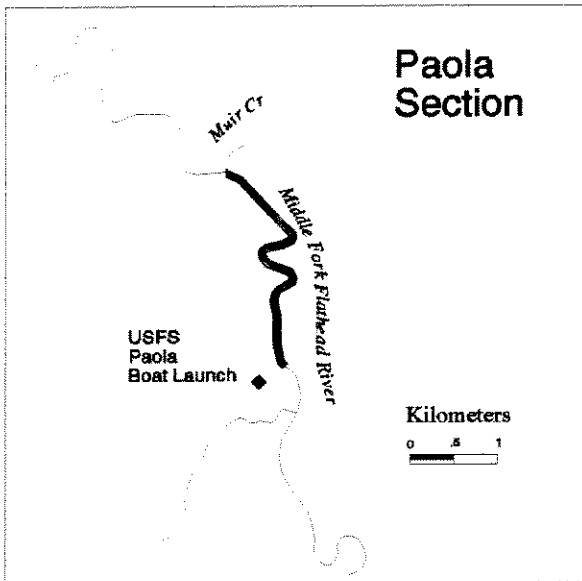 Paola
Section
Muir Cr
Middle Fork Flathead River
USFS
Paola
Boat Launch
Kilometers
0 .5 1